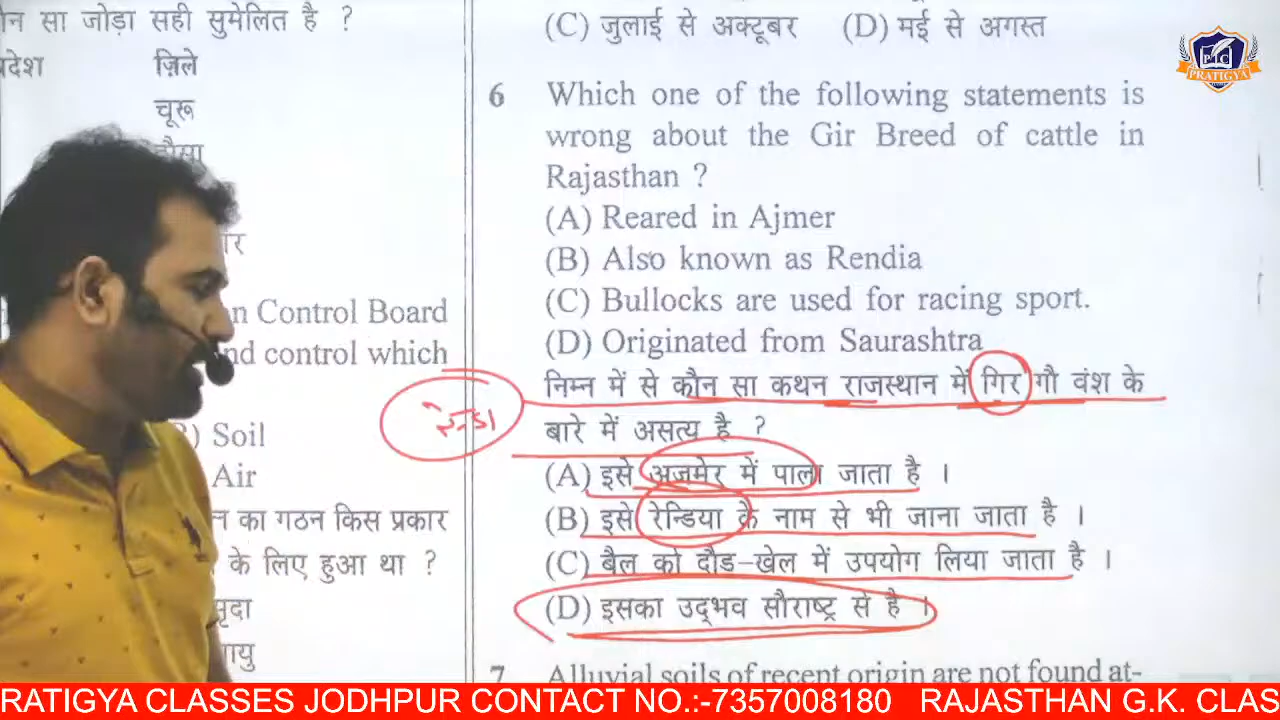 न सा जोड़ा सही सुमेलित है ?
ज़िले
चूरू
n Control Board
nd control which
Soil
Air
न का गठन किस प्रकार
के लिए हुआ था ?
मृदा
(C) जुलाई से अक्टूबर (D) मई से अगस्त
6 Which one of the following statements is
wrong about the Gir Breed of cattle in
Rajasthan ?
(A) Reared in Ajmer
(B) Also known as Rendia
(C) Bullocks are used for racing sport.
(D) Originated from Saurashtra
निम्न में से कौन सा कथन राजस्थान में गिर गौ वंश के
बारे में असत्य है ?
(A) इसे अजमेर में पाला जाता है ।
(B) इसे रेन्डिया के नाम से भी जाना जाता है ।
(C) बैल को दौड–खेल में उपयोग लिया जाता है ।
(D) इसका उद्भव सौराष्ट्र से है ।
7 Alluvial soils of recent origin are not found at-
PRATIGYA
RATIGYA CLASSES JODHPUR CONTACT NO.:-7357008180 RAJASTHAN G.K. CLAS